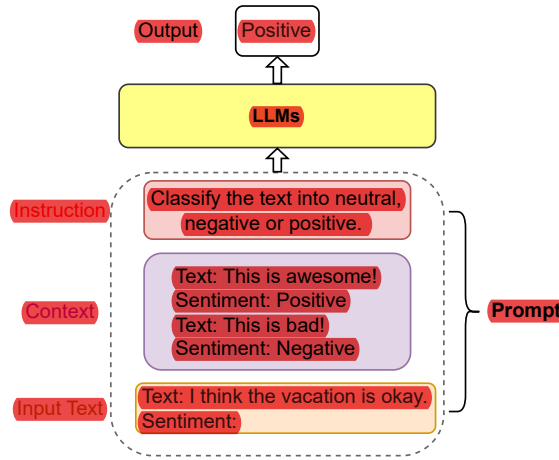 Output
Positive
LLMs
Instruction
Classify the text into neutral,
negative or positive.
Context
Text: This is awesome!
Sentiment: Positive
Text: This is bad!
Sentiment: Negative
Prompt
Input Text
Text: I think the vacation is okay.
Sentiment: